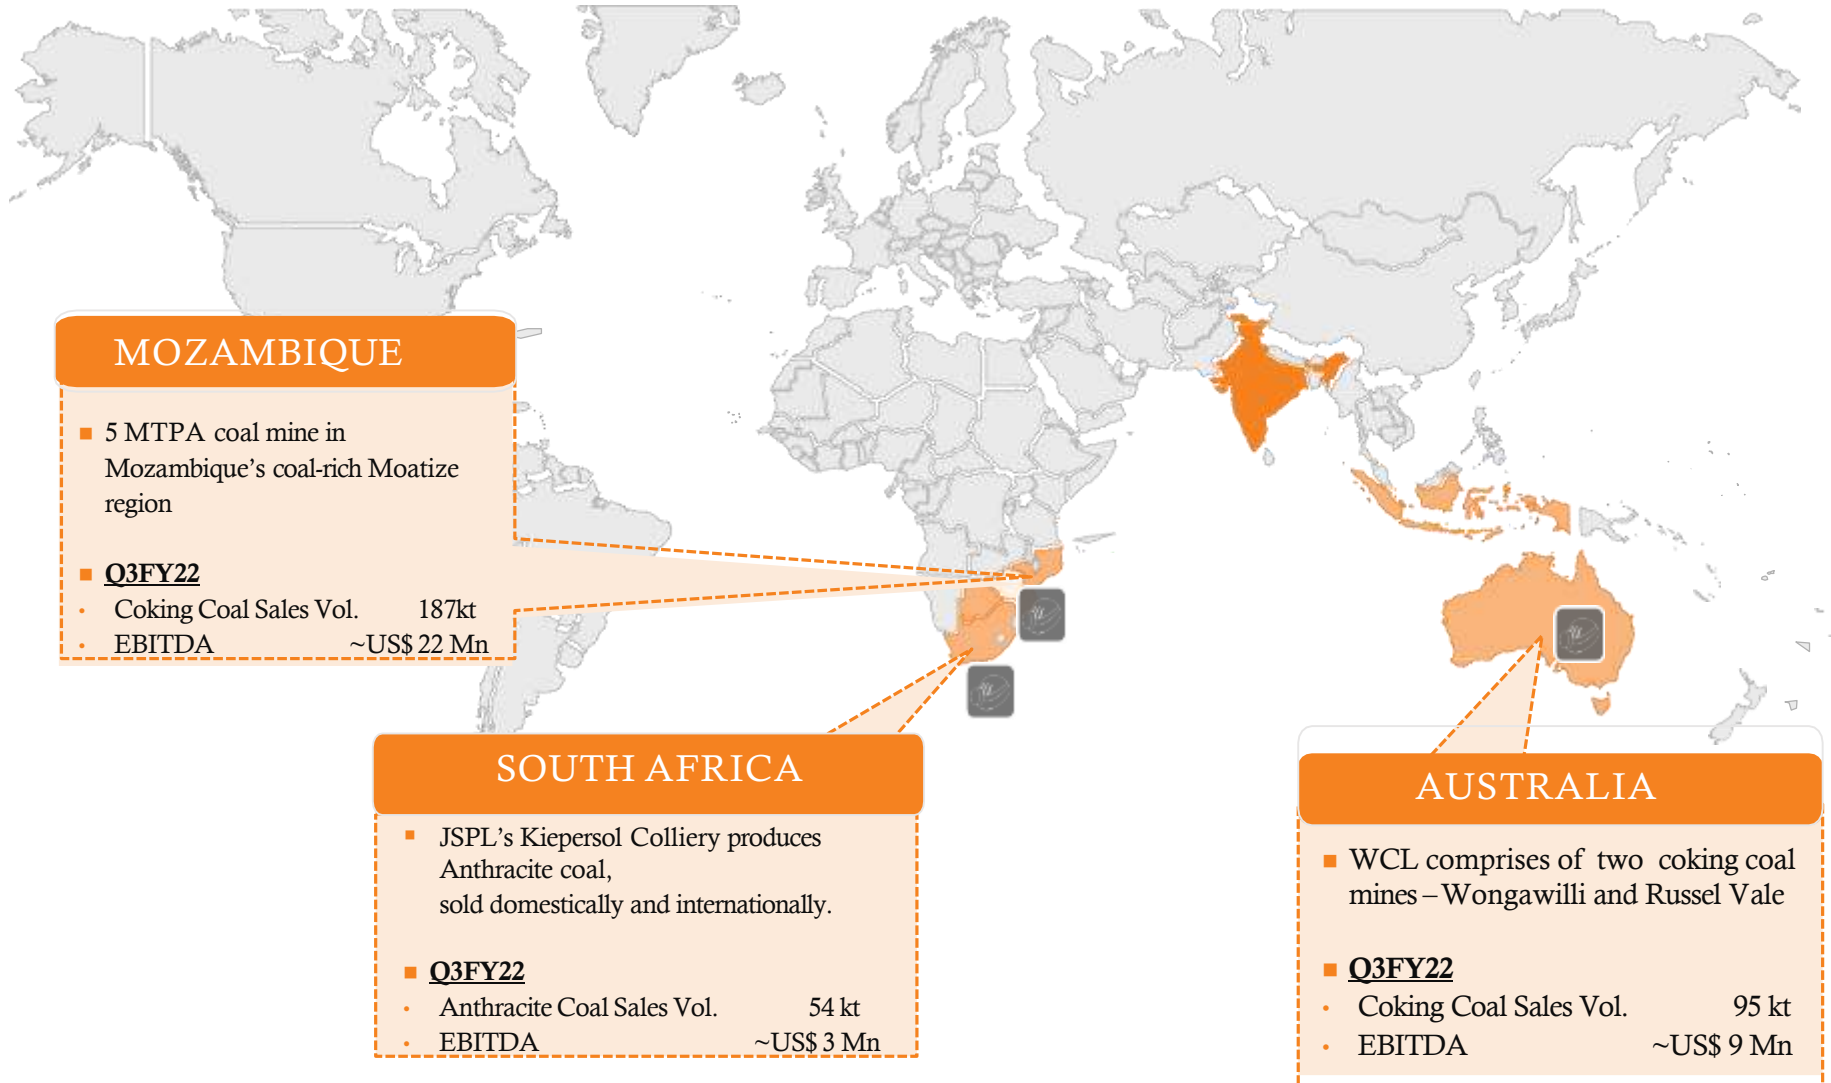 MOZAMBIQUE
■ 5 MTPA coal mine in
Mozambique’s coal-rich Moatize
region
■ Q3FY22
• Coking Coal Sales Vol. 187kt
• EBITDA ~US$ 22 Mn
SOUTH AFRICA
■ JSPL’s Kiepersol Colliery produces
Anthracite coal,
sold domestically and internationally.
■ Q3FY22
• Anthracite Coal Sales Vol. 54 kt
• EBITDA ~US$ 3 Mn
AUSTRALIA
■ WCL comprises of two coking coal
mines – Wongawilli and Russel Vale
■ Q3FY22
• Coking Coal Sales Vol. 95 kt
• EBITDA ~US$ 9 Mn